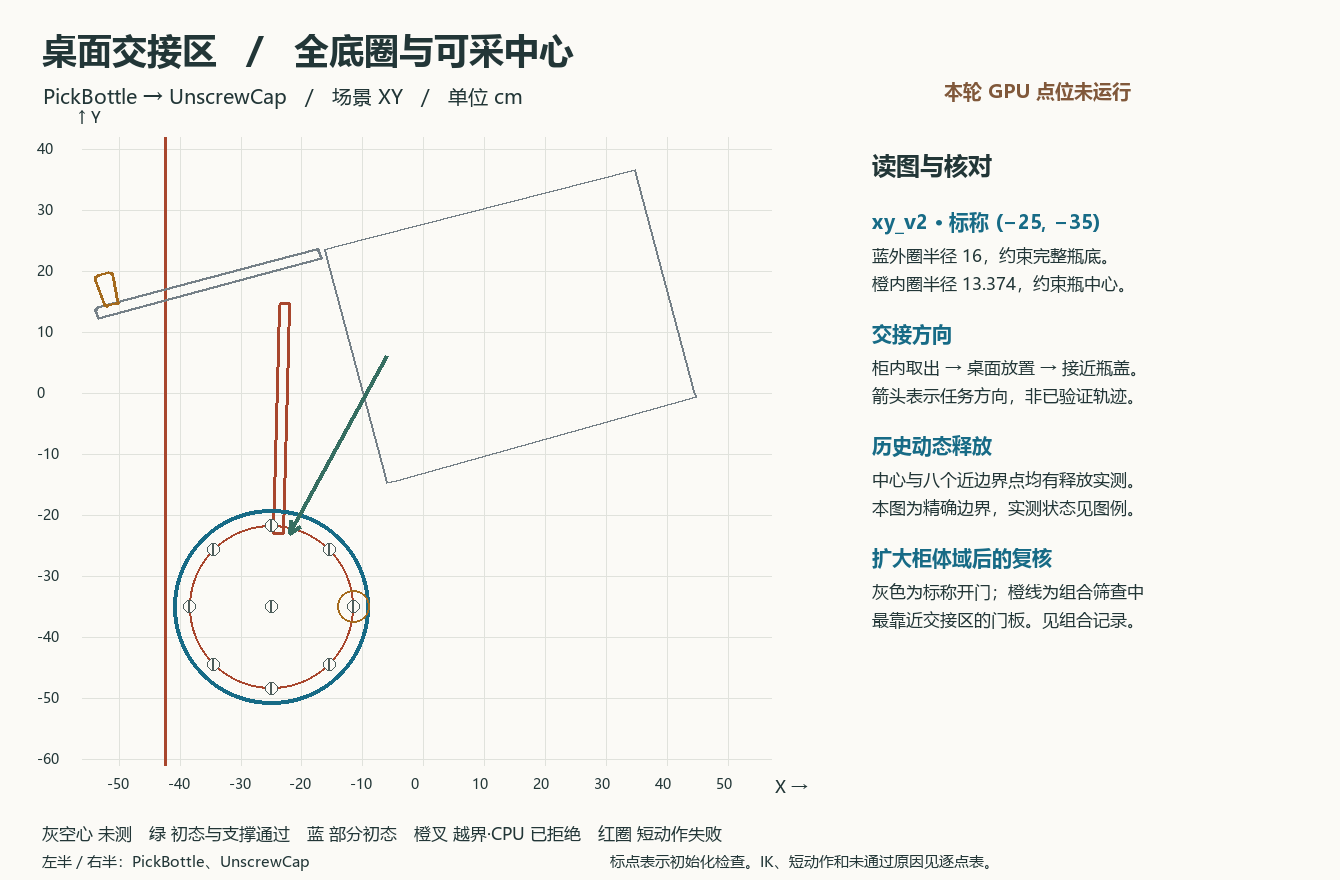 桌面交接区 / 全底圈与可采中心
PickBottle → UnscrewCap / 场景 XY / 单位 cm
本轮 GPU 点位未运行
↑ Y
40
30
20
10
0
-10
-20
-30
-40
-50
-60
-50 -40 -30 -20 -10 0 10 20 30 40 50
X →
读图与核对
xy_v2 • 标称 (−25, −35)
蓝外圈半径 16，约束完整瓶底。
橙内圈半径 13.374，约束瓶中心。
交接方向
柜内取出 → 桌面放置 → 接近瓶盖。
箭头表示任务方向，非已验证轨迹。
历史动态释放
中心与八个近边界点均有释放实测。
本图为精确边界，实测状态见图例。
扩大柜体域后的复核
灰色为标称开门；橙线为组合筛查中
最靠近交接区的门板。见组合记录。
灰空心 未测 绿 初态与支撑通过 蓝 部分初态 橙叉 越界·CPU 已拒绝 红圈 短动作失败
左半 / 右半：PickBottle、UnscrewCap
标点表示初始化检查。IK、短动作和未通过原因见逐点表。